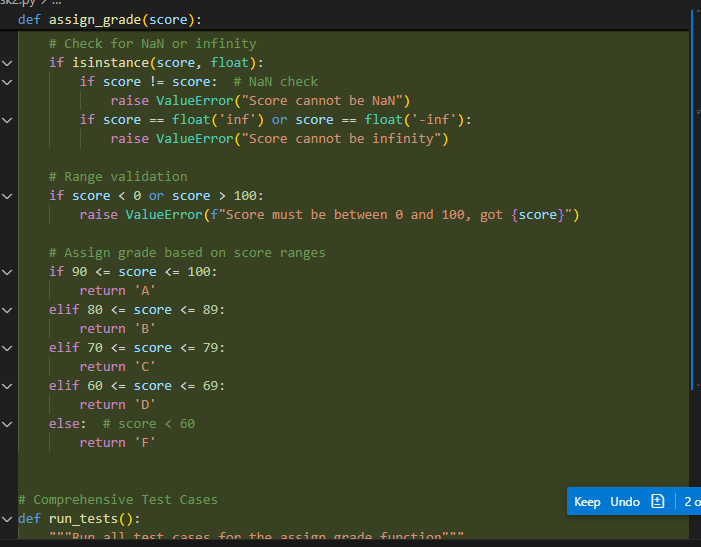 sk2.py > ...
def assign_grade(score):
    # Check for NaN or infinity
    if isinstance(score, float):
        if score != score:  # NaN check
            raise ValueError("Score cannot be NaN")
        if score == float('inf') or score == float('-inf'):
            raise ValueError("Score cannot be infinity")
    # Range validation
    if score < 0 or score > 100:
        raise ValueError(f"Score must be between 0 and 100, got {score}")
    # Assign grade based on score ranges
    if 90 <= score <= 100:
        return 'A'
    elif 80 <= score <= 89:
        return 'B'
    elif 70 <= score <= 79:
        return 'C'
    elif 60 <= score <= 69:
        return 'D'
    else:  # score < 60
        return 'F'
# Comprehensive Test Cases
Keep Undo 2 o
def run_tests():
    """Run all test cases for the assign_grade function"""